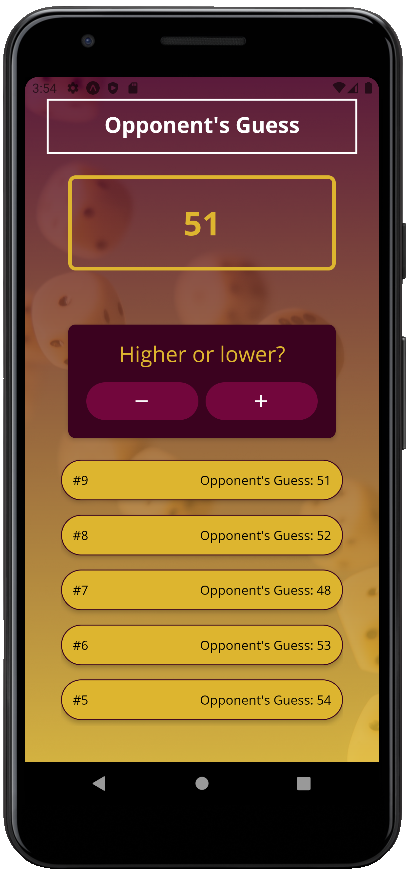 3:54
Opponent's Guess
51
Higher or lower?
− +
#9 Opponent's Guess: 51
#8 Opponent's Guess: 52
#7 Opponent's Guess: 48
#6 Opponent's Guess: 53
#5 Opponent's Guess: 54